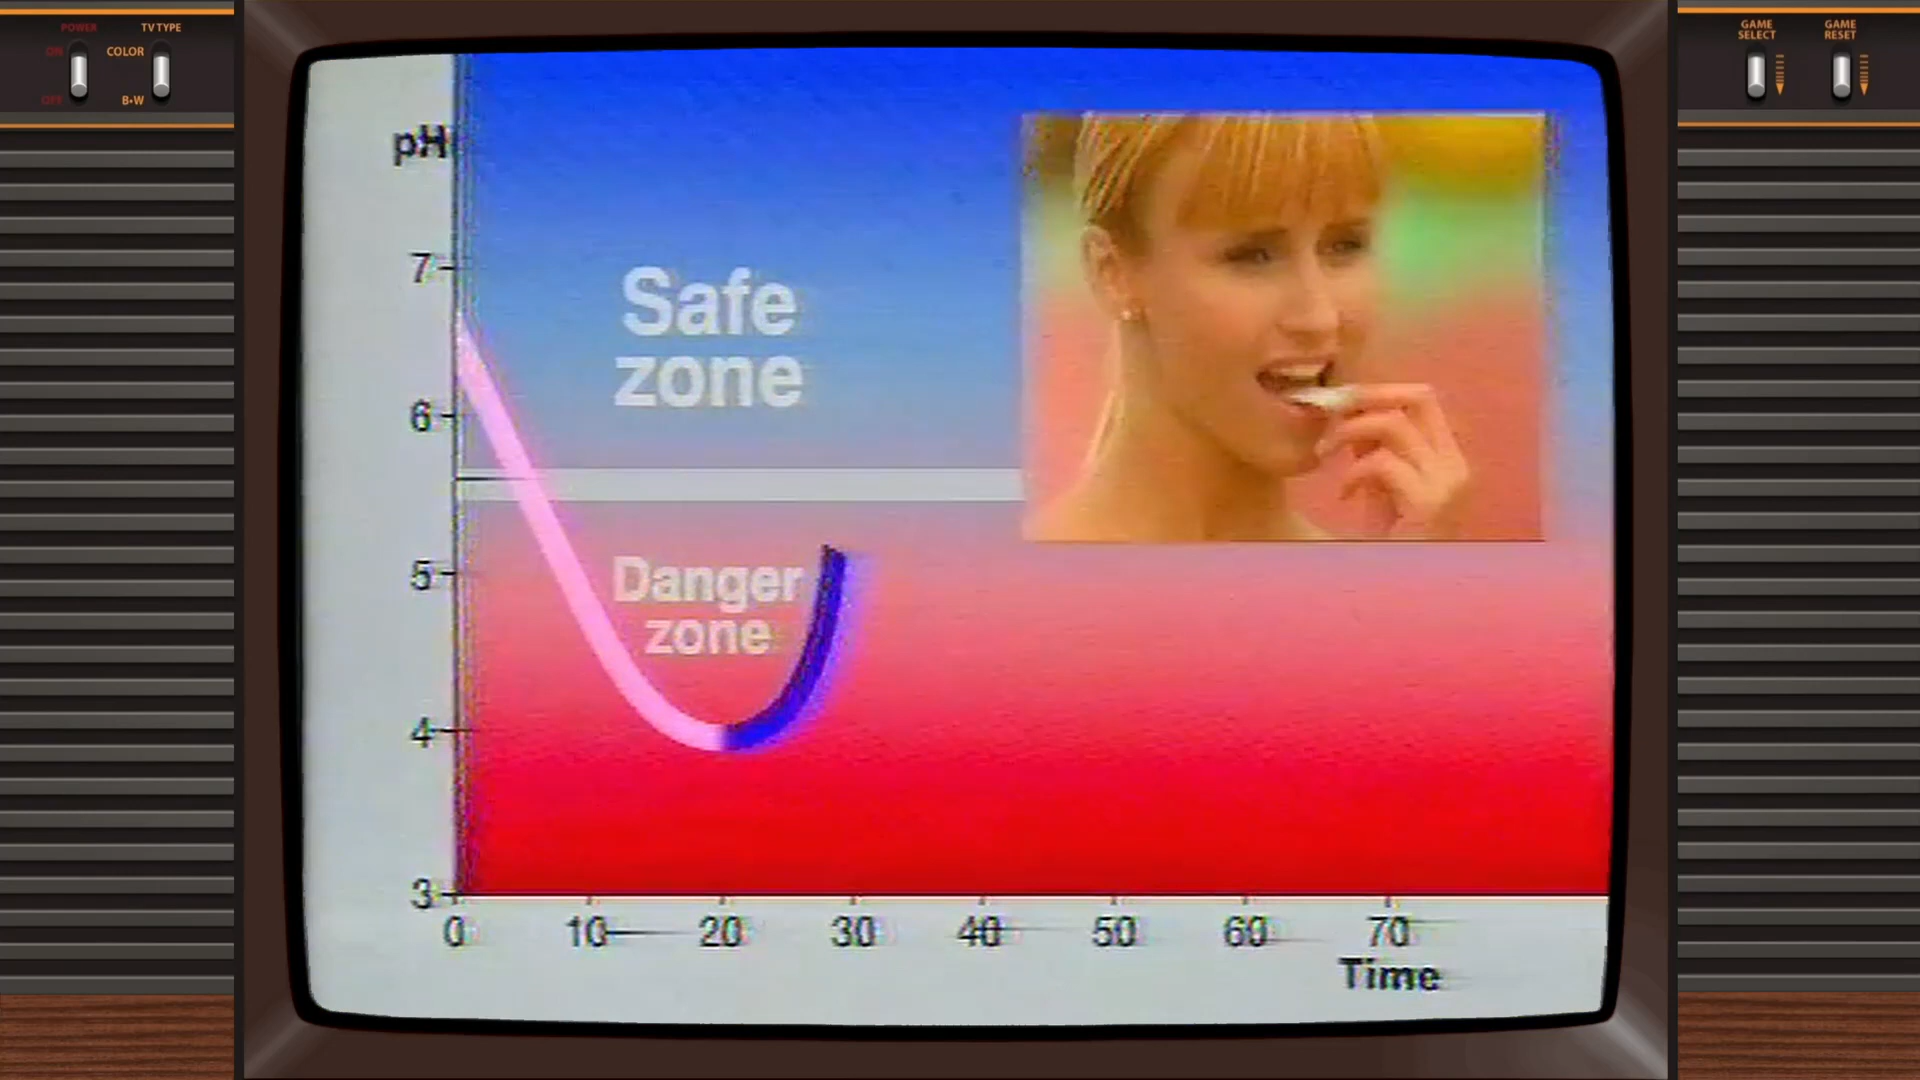 POWER
TV TYPE
ON
COLOR
OFF
B•W
GAME
SELECT
GAME
RESET
pH
7
Safe
zone
6
5
Danger
zone
4
3
0 10 20 30 40 50 60 70
Time